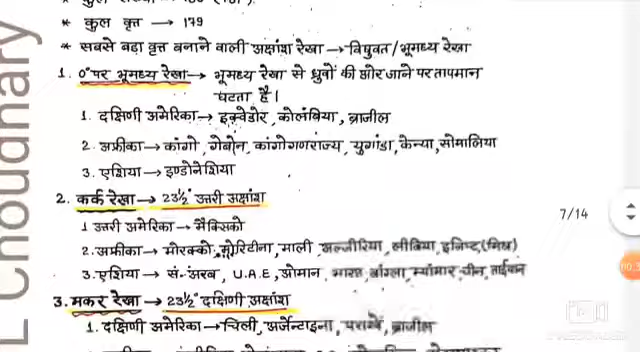 * कुल वृत्त → 179
* सबसे बड़ा वृत्त बनाने वाली अक्षांश रेखा → विषुवत/भूमध्य रेखा
1. 0° पर भूमध्य रेखा → भूमध्य रेखा से ध्रुवों की ओर जाने पर तापमान
घटता है।
1. दक्षिणी अमेरिका → इक्वेडोर, कोलंबिया, ब्राजील
2. अफ्रीका → कांगो, गेबोन, कांगो गणराज्य, युगांडा, केन्या, सोमालिया
3. एशिया → इण्डोनेशिया
2. कर्क रेखा → 23½° उत्तरी अक्षांश
1 उत्तरी अमेरिका → मैक्सिको
2. अफ्रीका → मोरक्को, मोरिटीना, माली अल्जीरिया, लीबिया, इजिप्ट (मिस्र)
3. एशिया → सं. अरब, U.A.E, ओमान, भारत, बांग्ला, म्यांमार, चीन, ताईवान
3. मकर रेखा → 23½° दक्षिणी अक्षांश
1. दक्षिणी अमेरिका → चिली, अर्जेन्टाइना, पराग्वे, ब्राजील
L Choudhary
7/14